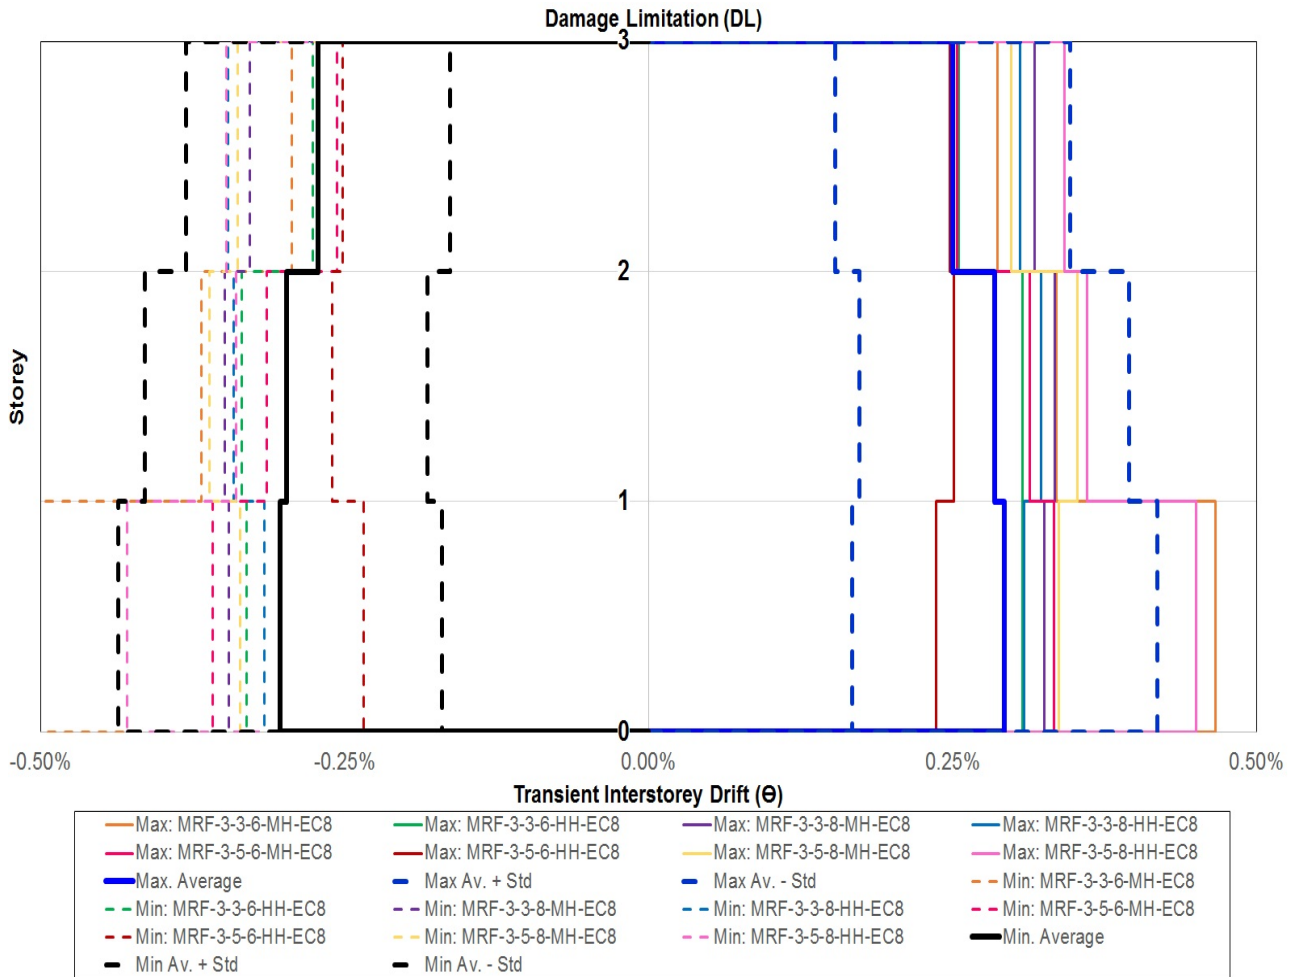 Damage Limitation (DL)
3
2
1
0
Storey
-0.50% -0.25% 0.00% 0.25% 0.50%
Transient Interstorey Drift (Θ)
Max: MRF-3-3-6-MH-EC8 Max: MRF-3-3-6-HH-EC8 Max: MRF-3-3-8-MH-EC8 Max: MRF-3-3-8-HH-EC8
Max: MRF-3-5-6-MH-EC8 Max: MRF-3-5-6-HH-EC8 Max: MRF-3-5-8-MH-EC8 Max: MRF-3-5-8-HH-EC8
Max. Average Max Av. + Std Max Av. - Std Min: MRF-3-3-6-MH-EC8
Min: MRF-3-3-6-HH-EC8 Min: MRF-3-3-8-MH-EC8 Min: MRF-3-3-8-HH-EC8 Min: MRF-3-5-6-MH-EC8
Min: MRF-3-5-6-HH-EC8 Min: MRF-3-5-8-MH-EC8 Min: MRF-3-5-8-HH-EC8 Min. Average
Min Av. + Std Min Av. - Std